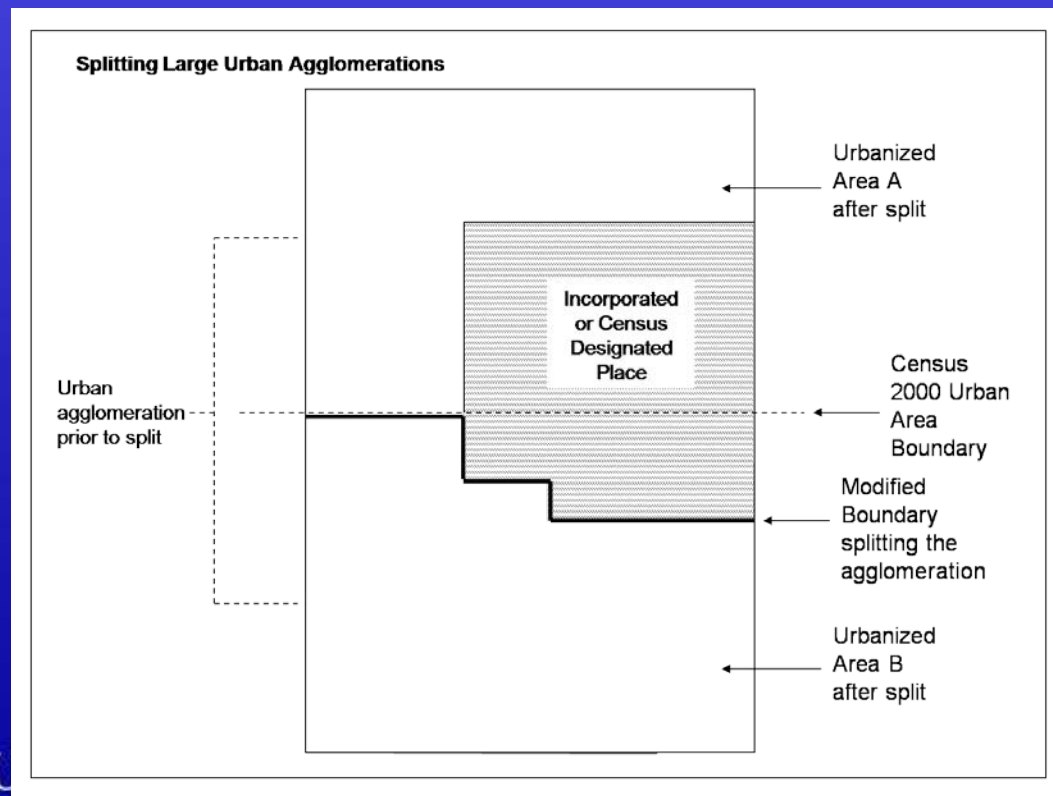 Splitting Large Urban Agglomerations
Urbanized
Area A
after split
Incorporated
or Census
Designated
Place
Urban
agglomeration
prior to split
Census
2000 Urban
Area
Boundary
Modified
Boundary
splitting the
agglomeration
Urbanized
Area B
after split